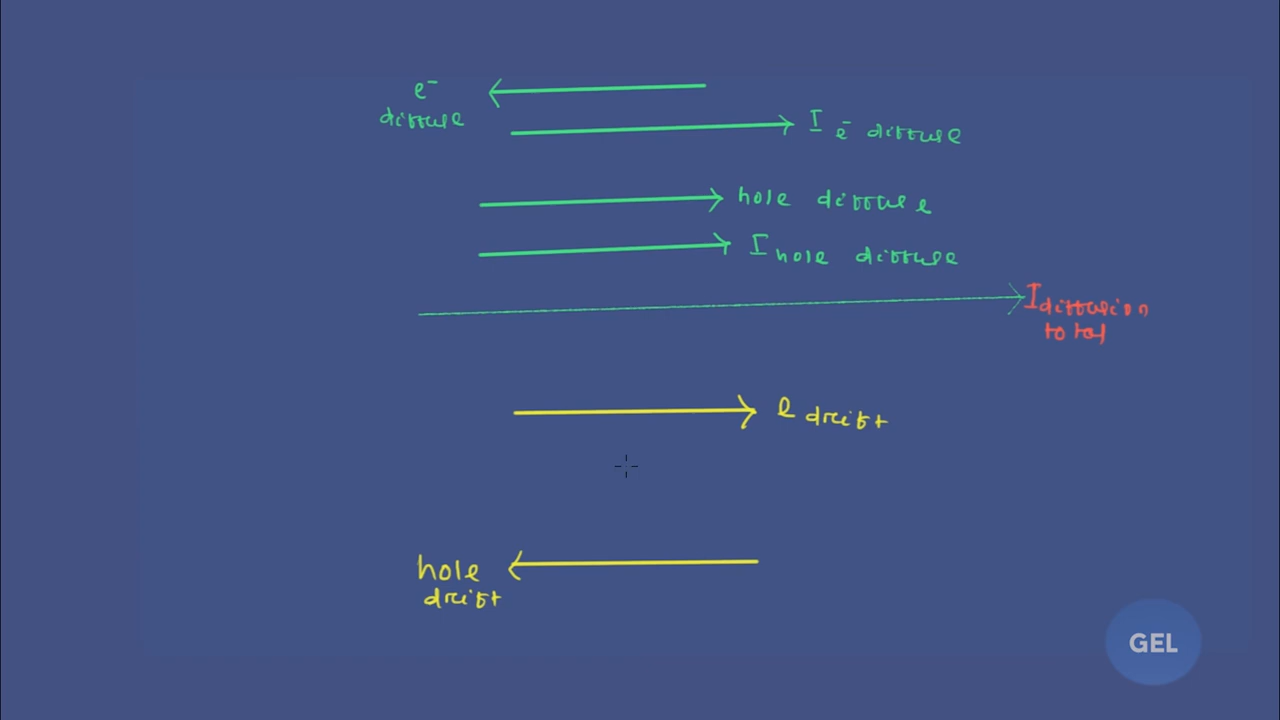 e⁻
diffuse
I e⁻ diffuse
hole diffuse
I hole diffuse
I diffusion
total
e drift
hole
drift
GEL